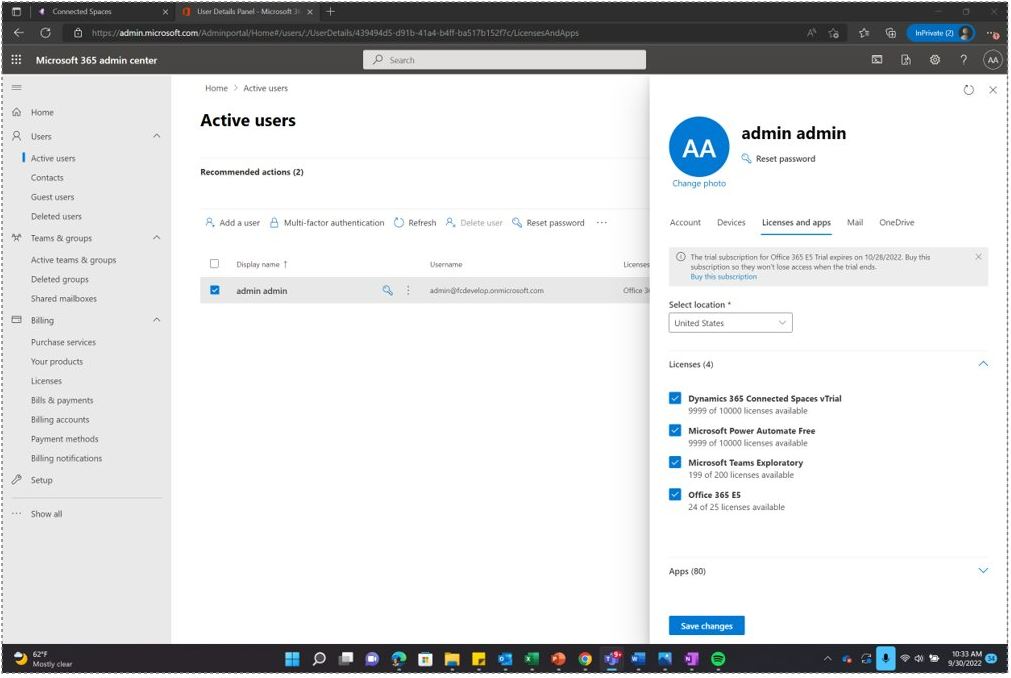 Connected Spaces
User Details Panel - Microsoft 3
https://admin.microsoft.com/Adminportal/Home#/users/:/UserDetails/439494d5-d91b-41a4-b4ff-ba517b152f7c/LicensesAndApps
InPrivate (2)
Microsoft 365 admin center
Search
AA
Home
Users
Active users
Contacts
Guest users
Deleted users
Teams & groups
Active teams & groups
Deleted groups
Shared mailboxes
Billing
Purchase services
Your products
Licenses
Bills & payments
Billing accounts
Payment methods
Billing notifications
Setup
Show all
Home > Active users
Active users
Recommended actions (2)
Add a user
Multi-factor authentication
Refresh
Delete user
Reset password
Display name ↑
Username
Licenses
admin admin
admin@fcdevelop.onmicrosoft.com
Office 3
AA
Change photo
admin admin
Reset password
Account
Devices
Licenses and apps
Mail
OneDrive
The trial subscription for Office 365 E5 Trial expires on 10/28/2022. Buy this
subscription so they won't lose access when the trial ends.
Buy this subscription
Select location *
United States
Licenses (4)
Dynamics 365 Connected Spaces vTrial
9999 of 10000 licenses available
Microsoft Power Automate Free
9999 of 10000 licenses available
Microsoft Teams Exploratory
199 of 200 licenses available
Office 365 E5
24 of 25 licenses available
Apps (80)
Save changes
62°F
Mostly clear
10:33 AM
9/30/2022